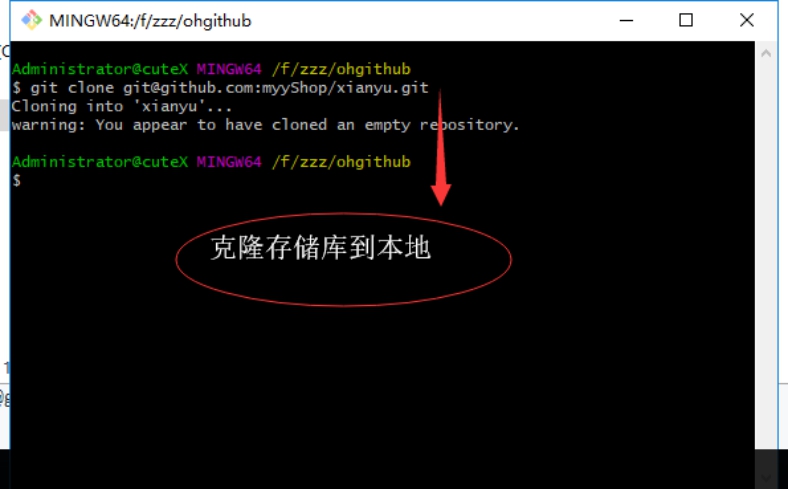 MINGW64:/f/zzz/ohgithub
Administrator@cuteX MINGW64 /f/zzz/ohgithub
$ git clone git@github.com:myyShop/xianyu.git
Cloning into 'xianyu'...
warning: You appear to have cloned an empty repository.
Administrator@cuteX MINGW64 /f/zzz/ohgithub
$
克隆存储库到本地